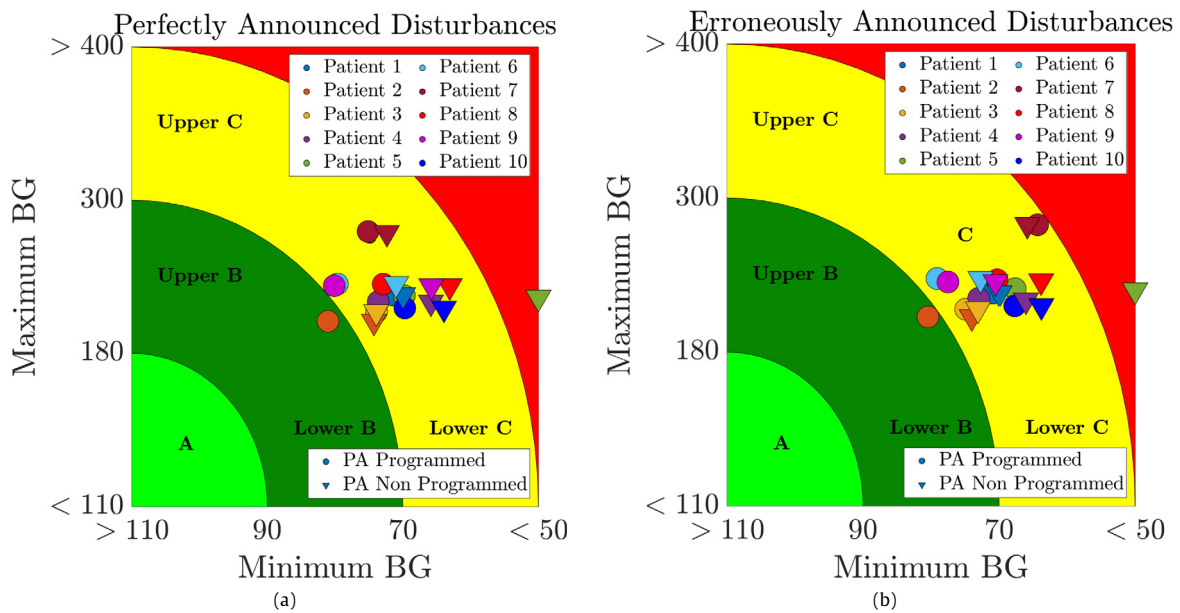 Perfectly Announced Disturbances
> 400
300
180
< 110
Maximum BG
Upper C
Upper B
A
Lower B
Lower C
Patient 1
Patient 2
Patient 3
Patient 4
Patient 5
Patient 6
Patient 7
Patient 8
Patient 9
Patient 10
PA Programmed
PA Non Programmed
> 110 90 70 < 50
Minimum BG
(a)
Erroneously Announced Disturbances
> 400
300
180
< 110
Maximum BG
Upper C
C
Upper B
A
Lower B
Lower C
Patient 1
Patient 2
Patient 3
Patient 4
Patient 5
Patient 6
Patient 7
Patient 8
Patient 9
Patient 10
PA Programmed
PA Non Programmed
> 110 90 70 < 50
Minimum BG
(b)